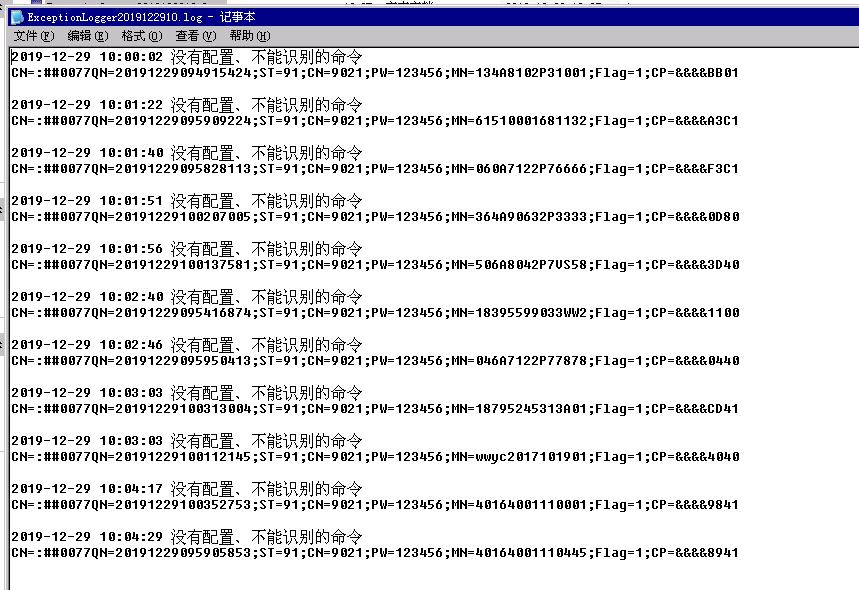 ExceptionLogger2019122910.log - 记事本
文件(F) 编辑(E) 格式(O) 查看(V) 帮助(H)
2019-12-29 10:00:02 没有配置、不能识别的命令
CN=:##0077QN=20191229094915424;ST=91;CN=9021;PW=123456;MN=134A8102P31001;Flag=1;CP=&&&&BB01
2019-12-29 10:01:22 没有配置、不能识别的命令
CN=:##0077QN=20191229095909224;ST=91;CN=9021;PW=123456;MN=61510001681132;Flag=1;CP=&&&&A3C1
2019-12-29 10:01:40 没有配置、不能识别的命令
CN=:##0077QN=20191229095828113;ST=91;CN=9021;PW=123456;MN=060A7122P76666;Flag=1;CP=&&&&F3C1
2019-12-29 10:01:51 没有配置、不能识别的命令
CN=:##0077QN=20191229100207005;ST=91;CN=9021;PW=123456;MN=364A90632P3333;Flag=1;CP=&&&&0D80
2019-12-29 10:01:56 没有配置、不能识别的命令
CN=:##0077QN=20191229100137581;ST=91;CN=9021;PW=123456;MN=506A8042P7VS58;Flag=1;CP=&&&&3D40
2019-12-29 10:02:40 没有配置、不能识别的命令
CN=:##0077QN=20191229095416874;ST=91;CN=9021;PW=123456;MN=18395599033WW2;Flag=1;CP=&&&&1100
2019-12-29 10:02:46 没有配置、不能识别的命令
CN=:##0077QN=20191229095950413;ST=91;CN=9021;PW=123456;MN=046A7122P77878;Flag=1;CP=&&&&0440
2019-12-29 10:03:03 没有配置、不能识别的命令
CN=:##0077QN=20191229100313004;ST=91;CN=9021;PW=123456;MN=18795245313A01;Flag=1;CP=&&&&CD41
2019-12-29 10:03:03 没有配置、不能识别的命令
CN=:##0077QN=20191229100112145;ST=91;CN=9021;PW=123456;MN=wwyc2017101901;Flag=1;CP=&&&&4040
2019-12-29 10:04:17 没有配置、不能识别的命令
CN=:##0077QN=20191229100352753;ST=91;CN=9021;PW=123456;MN=40164001110001;Flag=1;CP=&&&&9841
2019-12-29 10:04:29 没有配置、不能识别的命令
CN=:##0077QN=20191229095905853;ST=91;CN=9021;PW=123456;MN=40164001110445;Flag=1;CP=&&&&8941